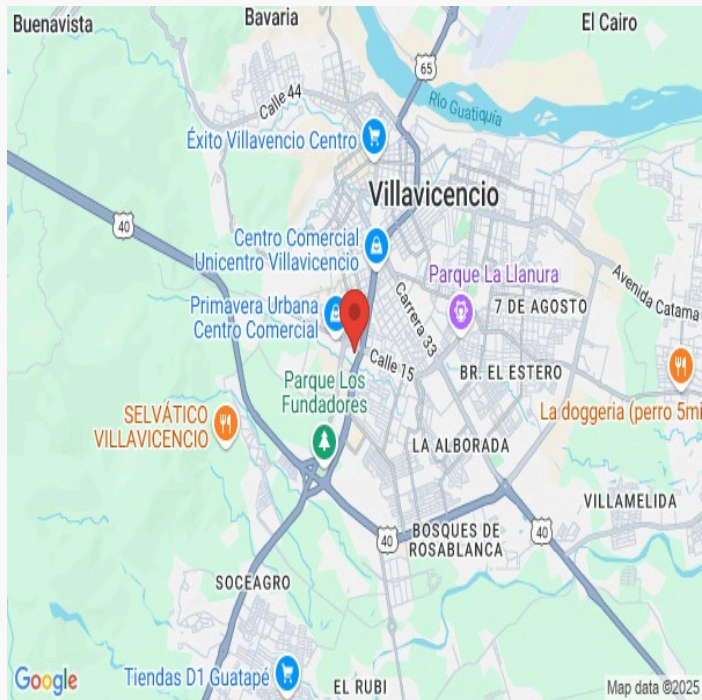 Buenavista
Bavaria
El Cairo
65
Calle 44
Río Guatiquía
Éxito Villavencio Centro
Villavicencio
40
Centro Comercial
Unicentro Villavicencio
Parque La Llanura
Avenida Catama
Primavera Urbana
Centro Comercial
Carrera 33
7 DE AGOSTO
Calle 15
BR. EL ESTERO
Parque Los
Fundadores
SELVÁTICO
VILLAVICENCIO
La doggeria (perro 5mi
LA ALBORADA
VILLAMELIDA
BOSQUES DE
ROSABLANCA
40
40
SOCEAGRO
Tiendas D1 Guatapé
EL RUBI
Google
Map data ©2025